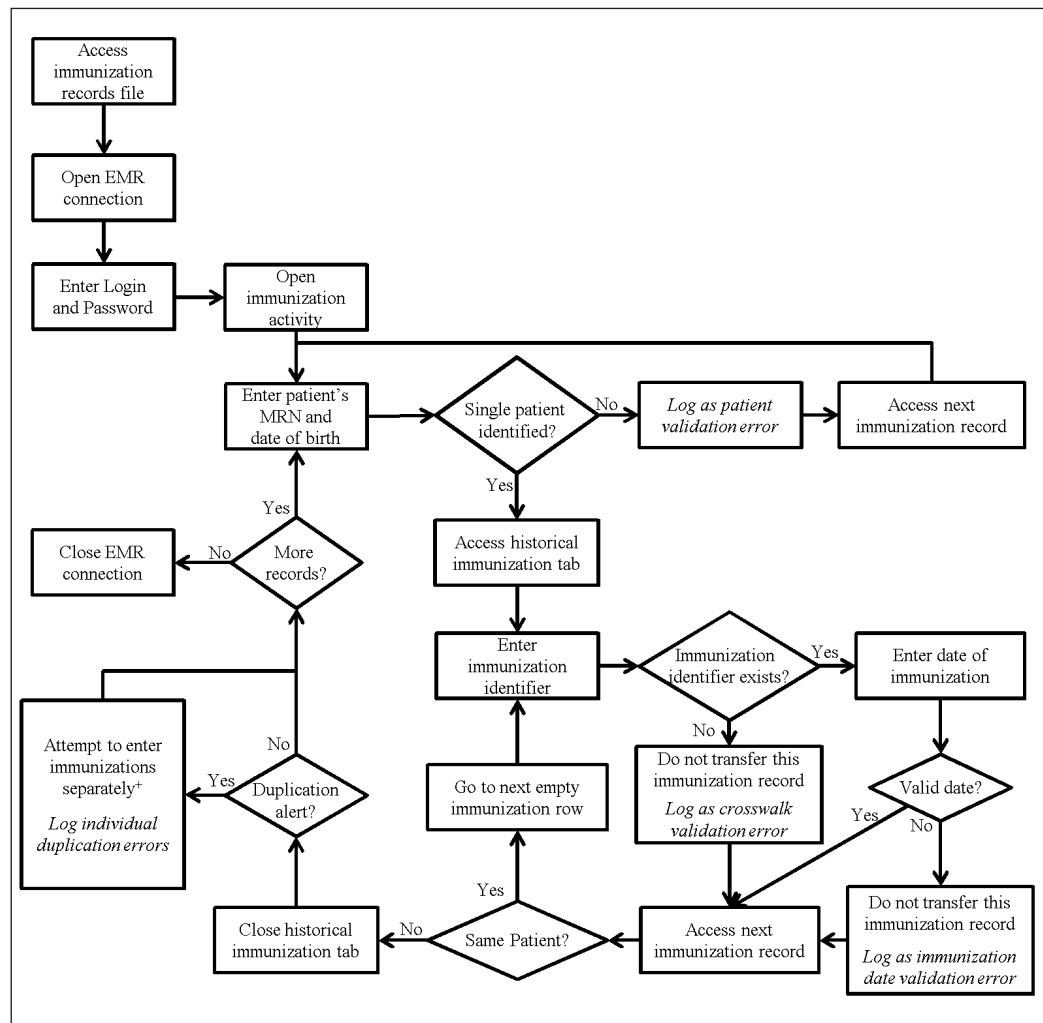 Access
immunization
records file
Open EMR
connection
Enter Login
and Password
Open
immunization
activity
Enter patient’s
MRN and
date of birth
Single patient
identified?
No
Log as patient
validation error
Access next
immunization record
Yes
Access historical
immunization tab
Yes
More
records?
No
Close EMR
connection
Enter
immunization
identifier
Immunization
identifier exists?
Yes
Enter date of
immunization
No
Do not transfer this
immunization record
Log as crosswalk
validation error
Valid date?
Yes
No
Do not transfer this
immunization record
Log as immunization
date validation error
Access next
immunization record
Same Patient?
Yes
Go to next empty
immunization row
No
Close historical
immunization tab
Duplication
alert?
No
Yes
Attempt to enter
immunizations
separately⁺
Log individual
duplication errors